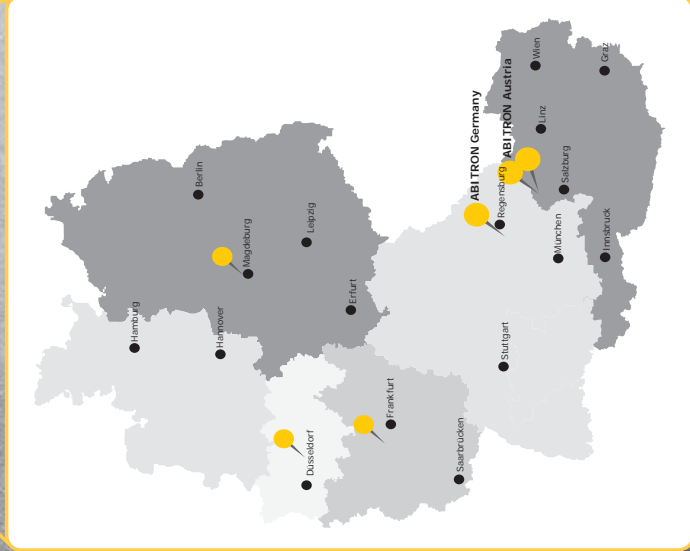 Wien
Graz
ABITRON Austria
ABITRON Germany
Linz
Salzburg
Regensburg
Berlin
Leipzig
Magdeburg
München
Innsbruck
Erfurt
Hamburg
Hannover
Stuttgart
Frankfurt
Düsseldorf
Saarbrücken